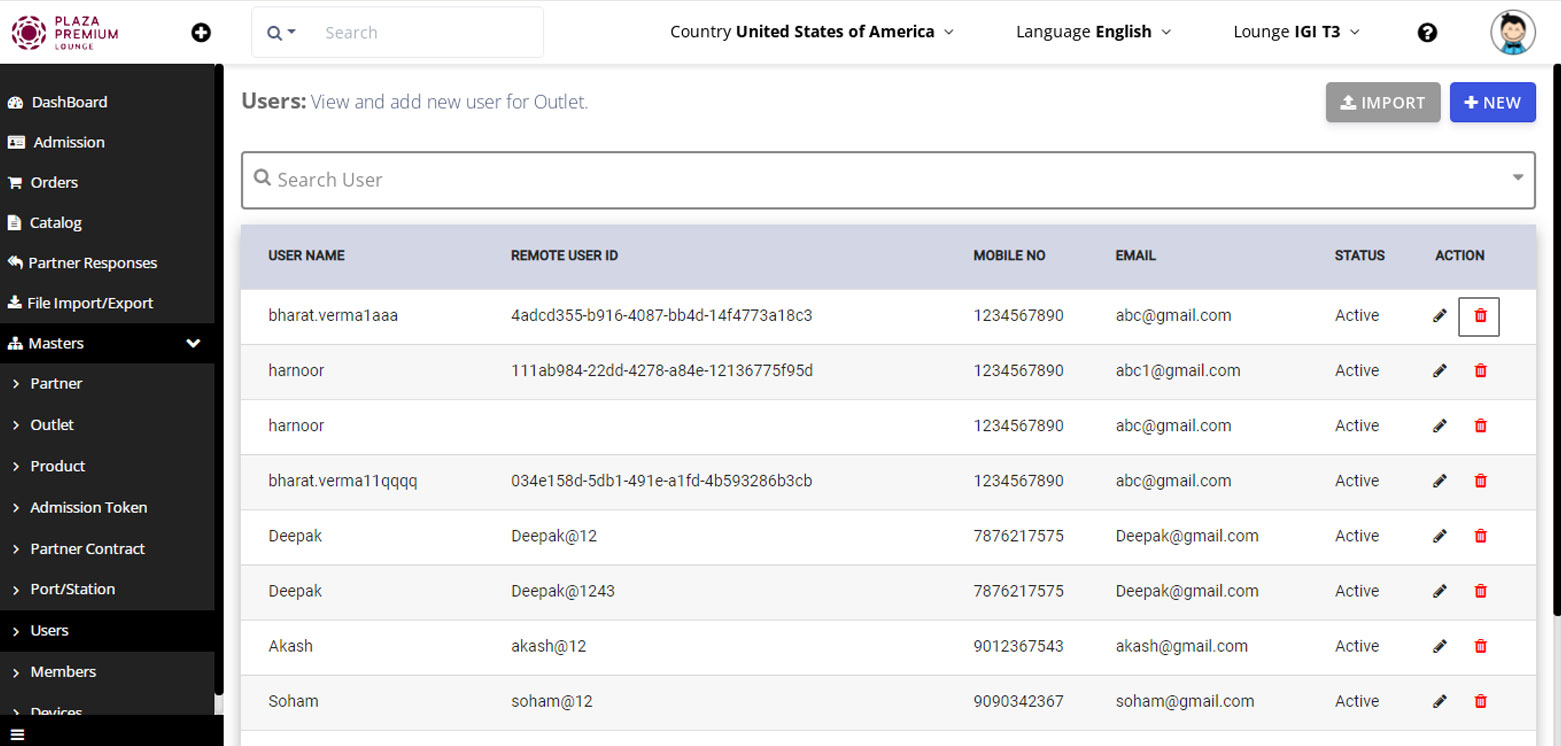 PLAZA
PREMIUM
LOUNGE
Search
Country United States of America
Language English
Lounge IGI T3
DashBoard
Admission
Orders
Catalog
Partner Responses
File Import/Export
Masters
Partner
Outlet
Product
Admission Token
Partner Contract
Port/Station
Users
Members
Devices
Users: View and add new user for Outlet.
IMPORT
NEW
Search User
USER NAME REMOTE USER ID MOBILE NO EMAIL STATUS ACTION
bharat.verma1aaa 4adcd355-b916-4087-bb4d-14f4773a18c3 1234567890 abc@gmail.com Active
harnoor 111ab984-22dd-4278-a84e-12136775f95d 1234567890 abc1@gmail.com Active
harnoor 1234567890 abc@gmail.com Active
bharat.verma11qqqq 034e158d-5db1-491e-a1fd-4b593286b3cb 1234567890 abc@gmail.com Active
Deepak Deepak@12 7876217575 Deepak@gmail.com Active
Deepak Deepak@1243 7876217575 Deepak@gmail.com Active
Akash akash@12 9012367543 akash@gmail.com Active
Soham soham@12 9090342367 soham@gmail.com Active